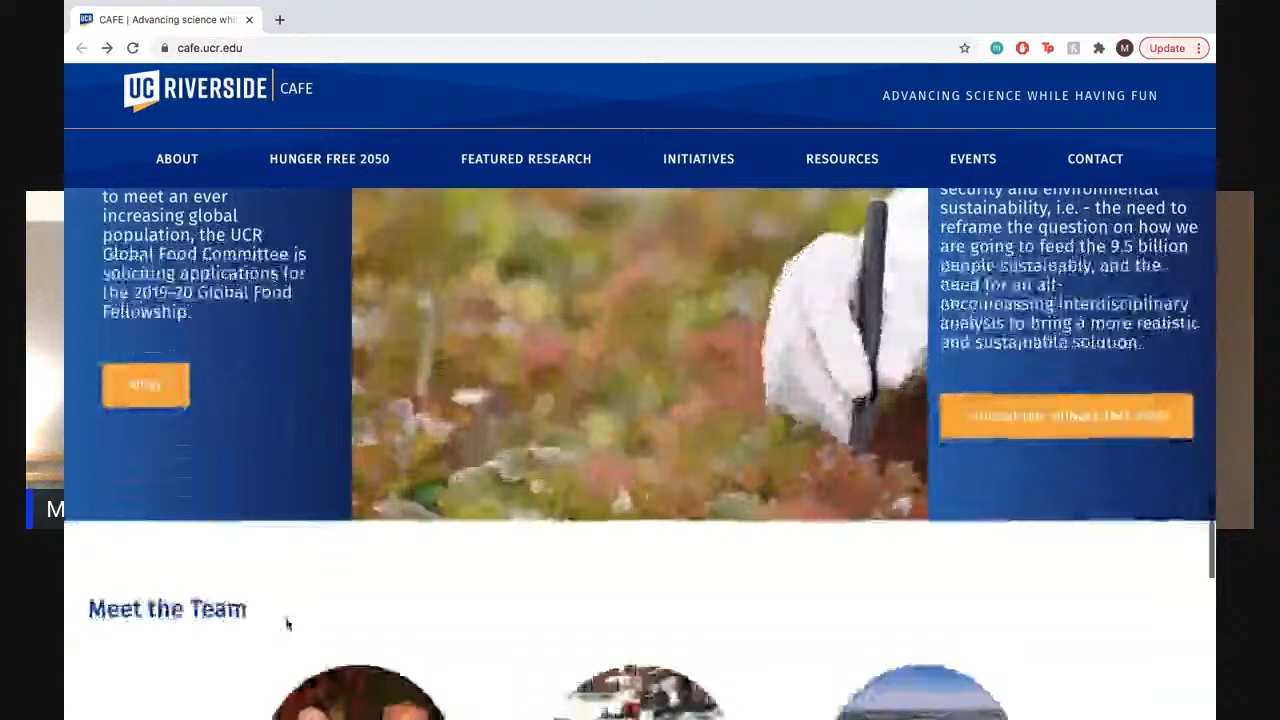 CAFE | Advancing science whi
cafe.ucr.edu
M
Update
UC RIVERSIDE CAFE
ADVANCING SCIENCE WHILE HAVING FUN
ABOUT HUNGER FREE 2050 FEATURED RESEARCH INITIATIVES RESOURCES EVENTS CONTACT
to meet an ever
increasing global
population, the UCR
Global Food Committee is
soliciting applications for
the 2019-20 Global Food
Fellowship.
security and environmental
sustainability, i.e. - the need to
reframe the question on how we
are going to feed the 9.5 billion
people sustainably, and the
need for an all-
encompassing interdisciplinary
analysis to bring a more realistic
and sustainable solution.
M
Meet the Team